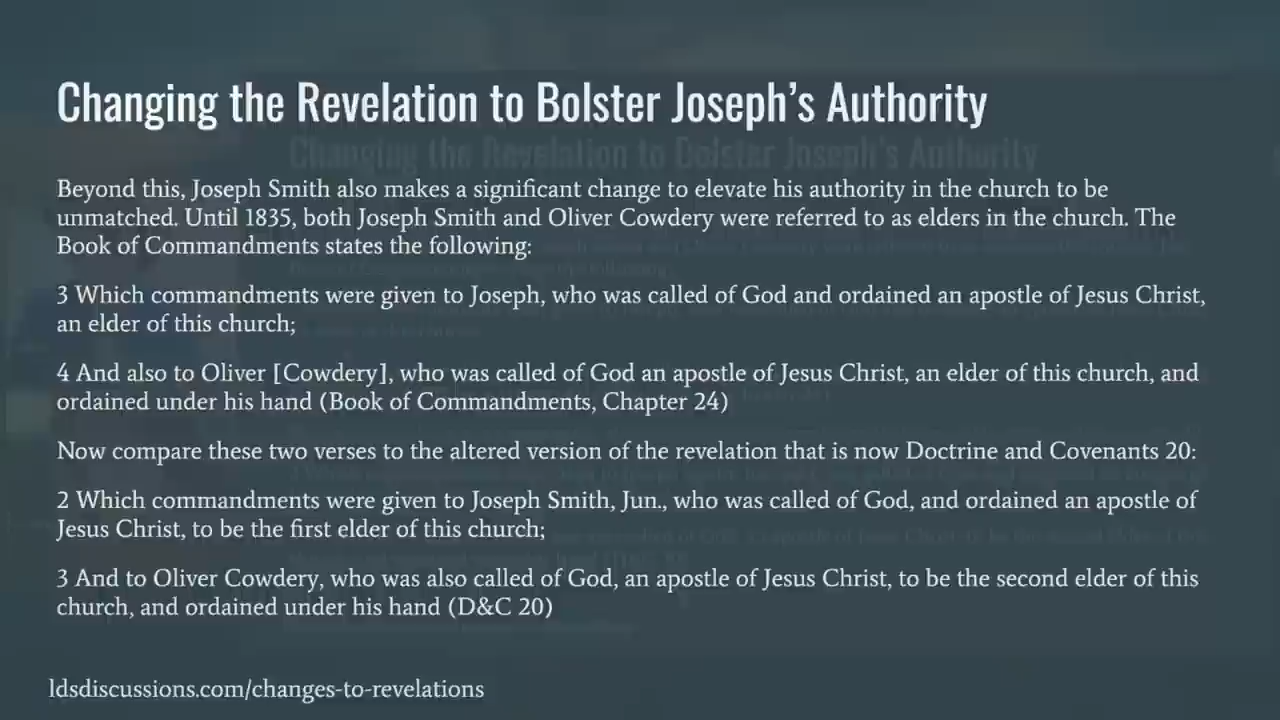 Changing the Revelation to Bolster Joseph's Authority
Beyond this, Joseph Smith also makes a significant change to elevate his authority in the church to be
unmatched. Until 1835, both Joseph Smith and Oliver Cowdery were referred to as elders in the church. The
Book of Commandments states the following:
3 Which commandments were given to Joseph, who was called of God and ordained an apostle of Jesus Christ,
an elder of this church;
4 And also to Oliver [Cowdery], who was called of God an apostle of Jesus Christ, an elder of this church, and
ordained under his hand (Book of Commandments, Chapter 24)
Now compare these two verses to the altered version of the revelation that is now Doctrine and Covenants 20:
2 Which commandments were given to Joseph Smith, Jun., who was called of God, and ordained an apostle of
Jesus Christ, to be the first elder of this church;
3 And to Oliver Cowdery, who was also called of God, an apostle of Jesus Christ, to be the second elder of this
church, and ordained under his hand (D&C 20)
ldsdiscussions.com/changes-to-revelations